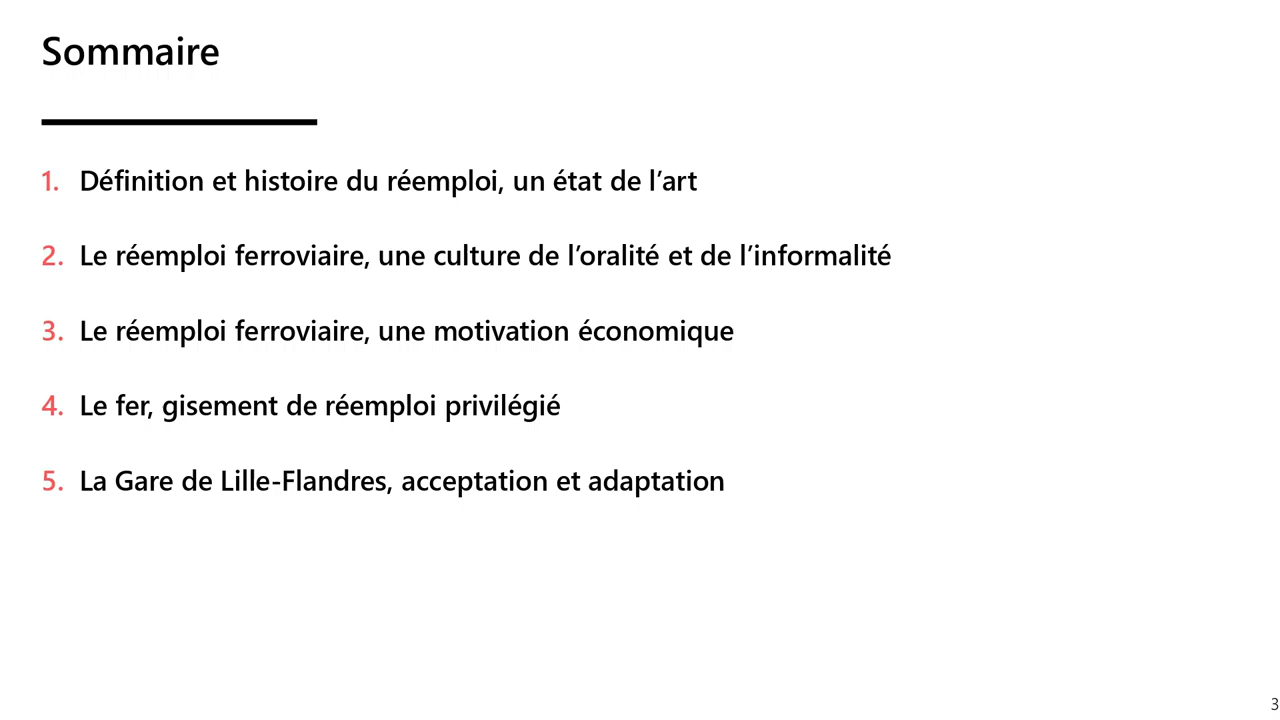 Sommaire
1. Définition et histoire du réemploi, un état de l’art
2. Le réemploi ferroviaire, une culture de l’oralité et de l’informalité
3. Le réemploi ferroviaire, une motivation économique
4. Le fer, gisement de réemploi privilégié
5. La Gare de Lille-Flandres, acceptation et adaptation
3